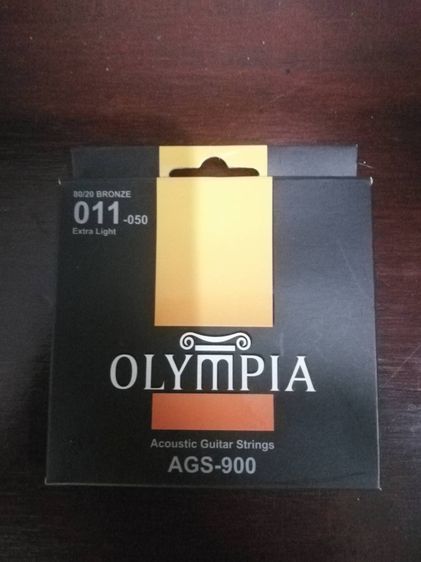 80/20 BRONZE
011-050
Extra Light
OLYMPIA
Acoustic Guitar Strings
AGS-900